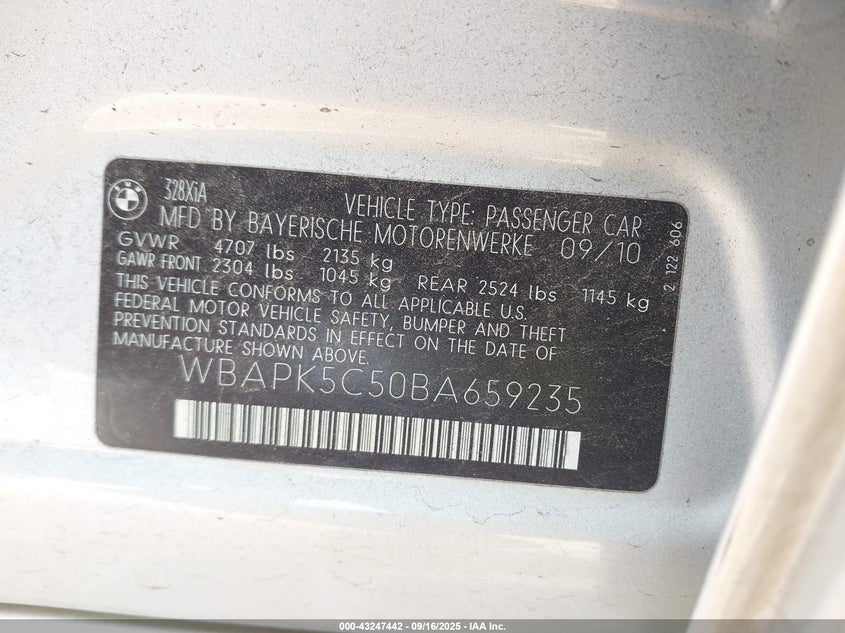 BMW
328XiA
VEHICLE TYPE: PASSENGER CAR
MFD BY BAYERISCHE MOTORENWERKE 09/10
GVWR 4707 lbs 2135 kg
GAWR FRONT 2304 lbs 1045 kg REAR 2524 lbs 1145 kg
THIS VEHICLE CONFORMS TO ALL APPLICABLE U.S.
FEDERAL MOTOR VEHICLE SAFETY, BUMPER AND THEFT
PREVENTION STANDARDS IN EFFECT ON THE DATE OF
MANUFACTURE SHOWN ABOVE.
WBAPK5C50BA659235
2 122 606
000-43247442 - 09/16/2025 - IAA Inc.